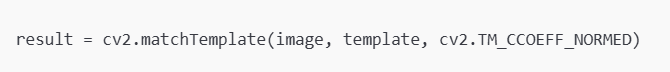 result = cv2.matchTemplate(image, template, cv2.TM_CCOEFF_NORMED)